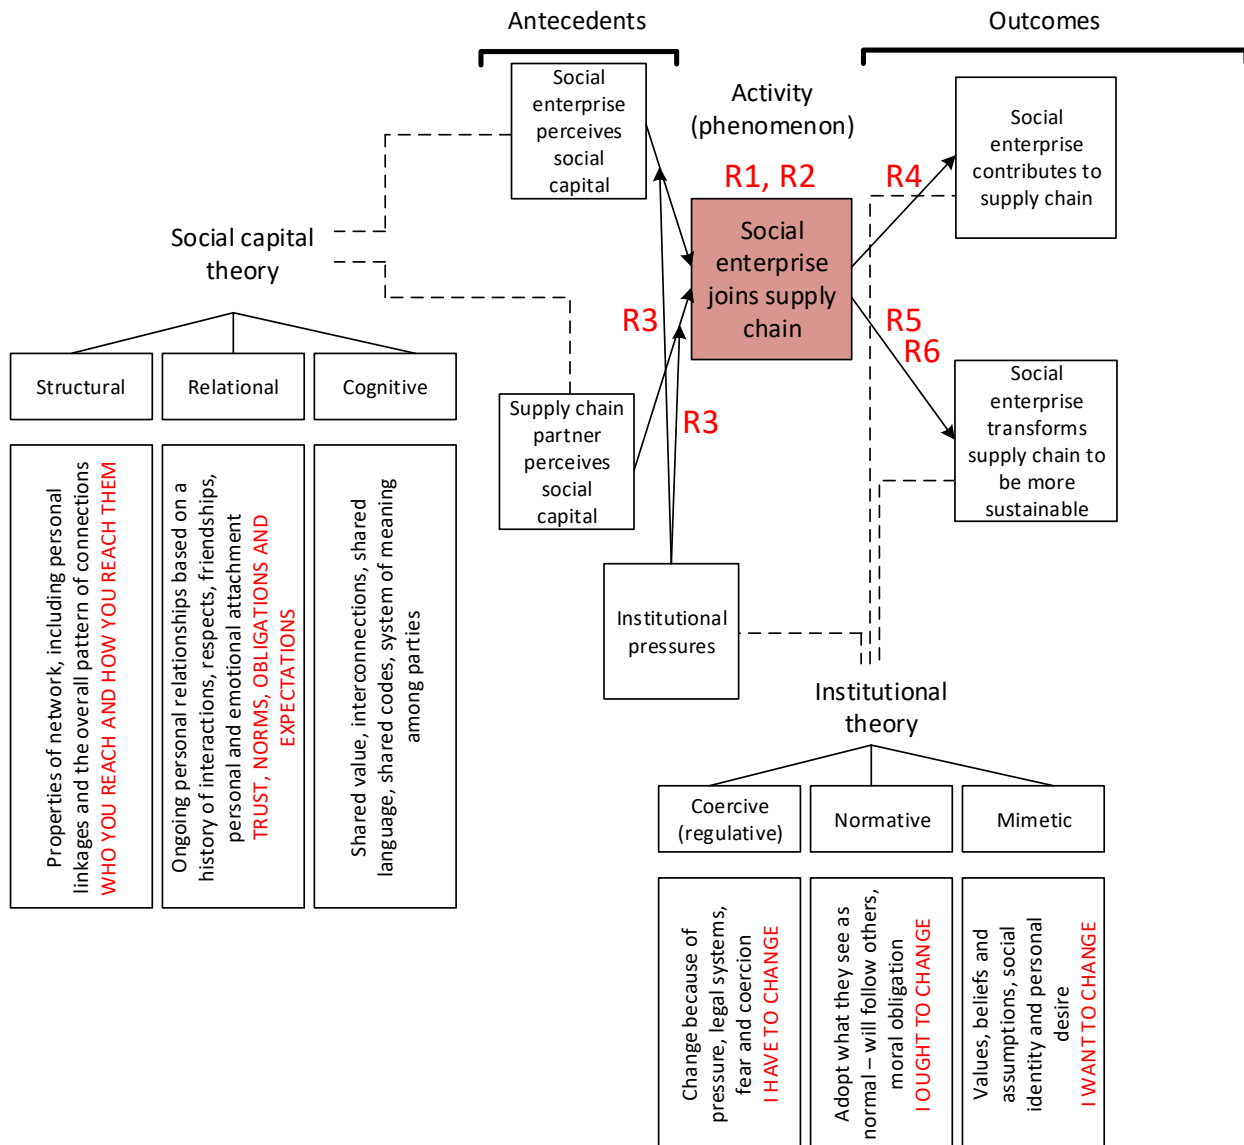 Antecedents
Outcomes
Social
enterprise
perceives
social
capital
Activity
(phenomenon)
R1, R2
Social
enterprise
joins supply
chain
R4
Social
enterprise
contributes to
supply chain
Social capital
theory
R3
R5
R6
R3
Structural
Relational
Cognitive
Supply chain
partner
perceives
social
capital
Social
enterprise
transforms
supply chain to
be more
sustainable
Properties of network, including personal
linkages and the overall pattern of connections
WHO YOU REACH AND HOW YOU REACH THEM
Ongoing personal relationships based on a
history of interactions, respects, friendships,
personal and emotional attachment
TRUST, NORMS, OBLIGATIONS AND
EXPECTATIONS
Shared value, interconnections, shared
language, shared codes, system of meaning
among parties
Institutional
pressures
Institutional
theory
Coercive
(regulative)
Normative
Mimetic
Change because of
pressure, legal systems,
fear and coercion
I HAVE TO CHANGE
Adopt what they see as
normal – will follow others,
moral obligation
I OUGHT TO CHANGE
Values, beliefs and
assumptions, social
identity and personal
desire
I WANT TO CHANGE